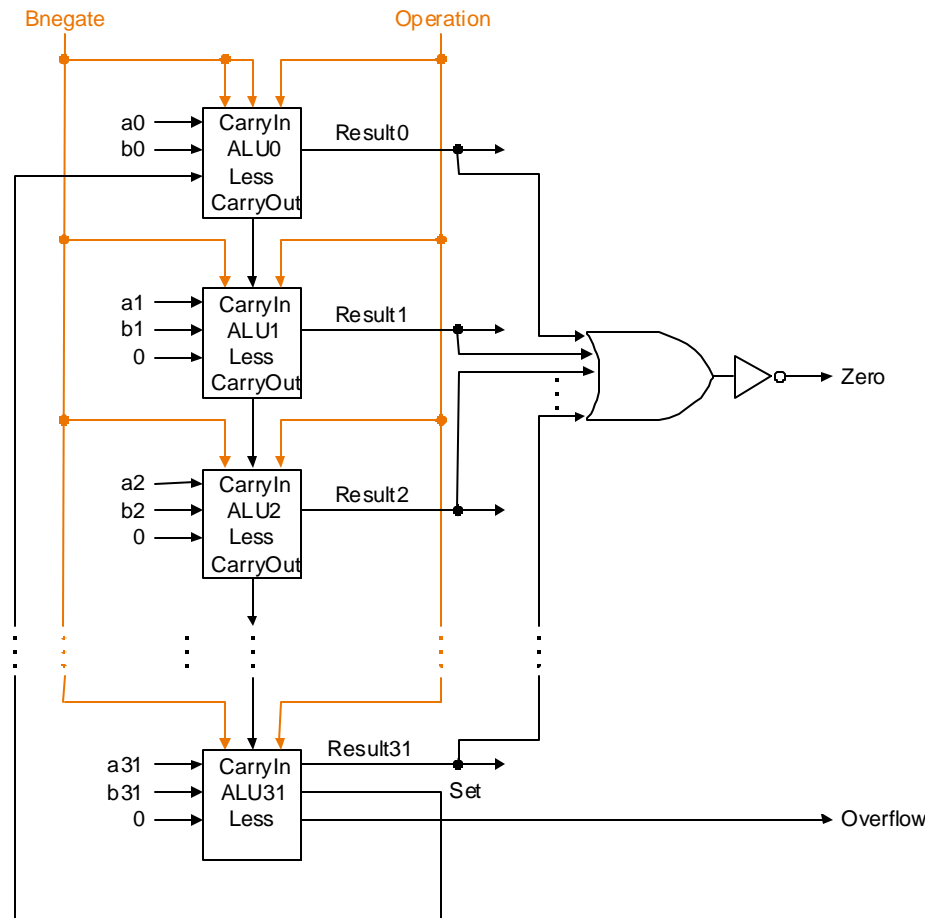 Bnegate
Operation
a0
b0
CarryIn
ALU0
Less
CarryOut
Result0
a1
b1
0
CarryIn
ALU1
Less
CarryOut
Result1
Zero
a2
b2
0
CarryIn
ALU2
Less
CarryOut
Result2
a31
b31
0
CarryIn
ALU31
Less
Result31
Set
Overflow